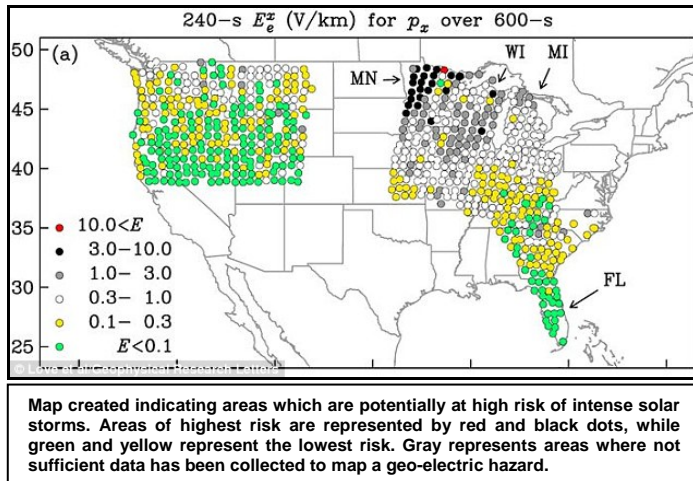 240-s E_e^x (V/km) for p_x over 600-s
(a)
50
45
40
35
30
25
MN
WI
MI
FL
10.0<E
3.0−10.0
1.0− 3.0
0.3− 1.0
0.1− 0.3
E<0.1
© Love et al/Geophysical Research Letters
Map created indicating areas which are potentially at high risk of intense solar
storms. Areas of highest risk are represented by red and black dots, while
green and yellow represent the lowest risk. Gray represents areas where not
sufficient data has been collected to map a geo-electric hazard.